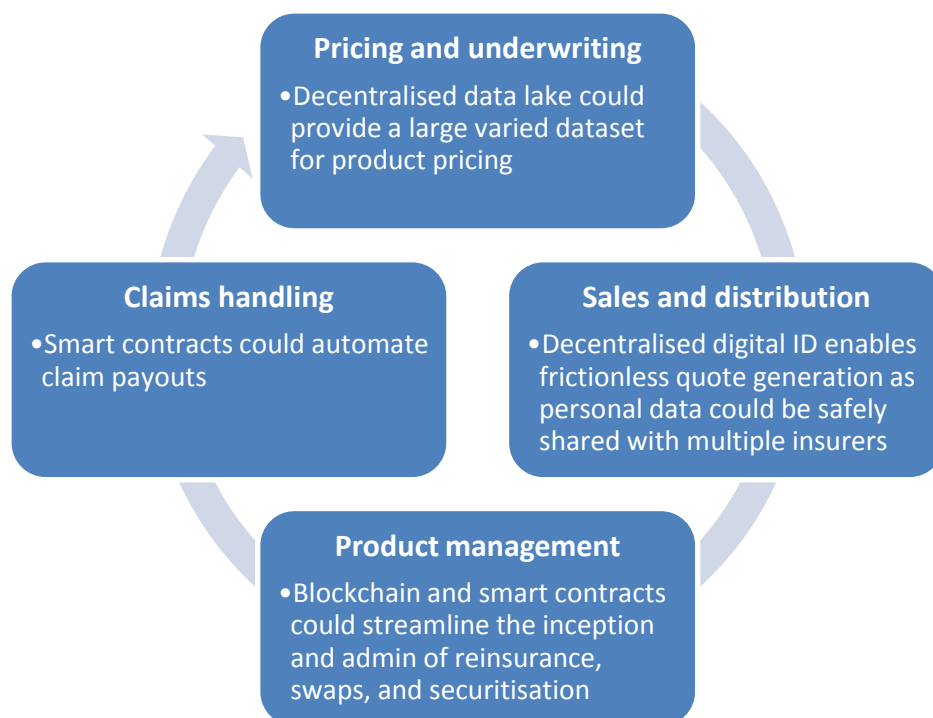 Pricing and underwriting
•Decentralised data lake could
provide a large varied dataset
for product pricing
Sales and distribution
•Decentralised digital ID enables
frictionless quote generation as
personal data could be safely
shared with multiple insurers
Product management
•Blockchain and smart contracts
could streamline the inception
and admin of reinsurance,
swaps, and securitisation
Claims handling
•Smart contracts could automate
claim payouts